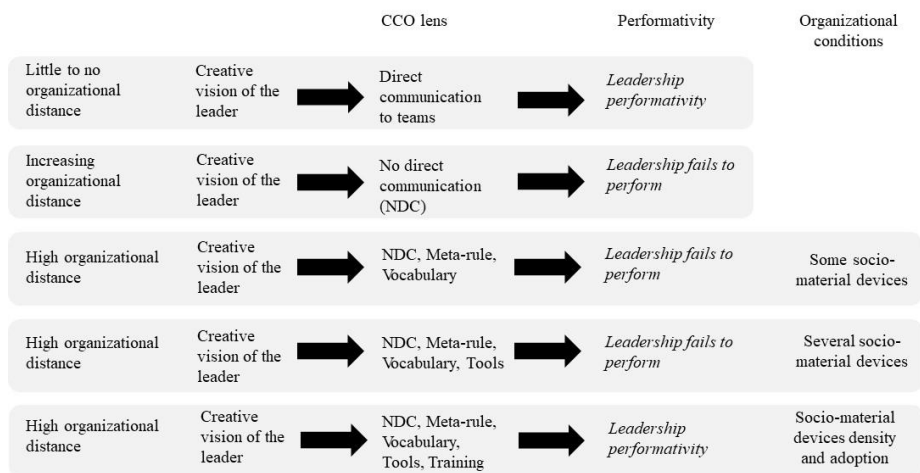 CCO lens
Performativity
Organizational
conditions
Little to no
organizational
distance
Creative
vision of the
leader
Direct
communication
to teams
Leadership
performativity
Increasing
organizational
distance
Creative
vision of the
leader
No direct
communication
(NDC)
Leadership fails to
perform
High organizational
distance
Creative
vision of the
leader
NDC, Meta-rule,
Vocabulary
Leadership fails to
perform
Some socio-
material devices
High organizational
distance
Creative
vision of the
leader
NDC, Meta-rule,
Vocabulary, Tools
Leadership fails to
perform
Several socio-
material devices
High organizational
distance
Creative
vision of the
leader
NDC, Meta-rule,
Vocabulary,
Tools, Training
Leadership
performativity
Socio-material
devices density
and adoption